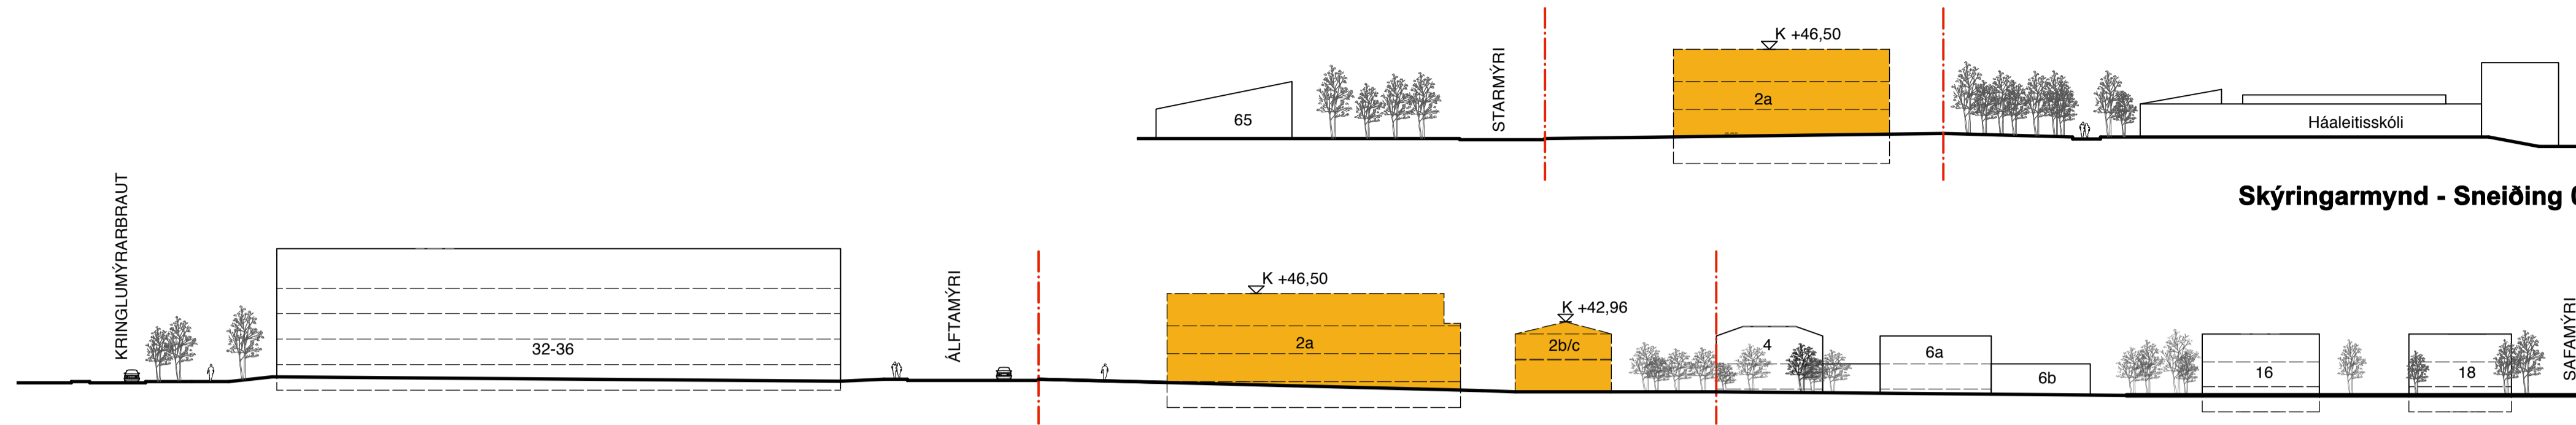 K +46,50
STARMÝRI
65
2a
Háaleitisskóli
Skýringarmynd - Sneiðing
KRINGLUMÝRARBRAUT
ÁLFTAMÝRI
K +46,50
K +42,96
SAFAMÝRI
32-36
2a
2b/c
4
6a
6b
16
18